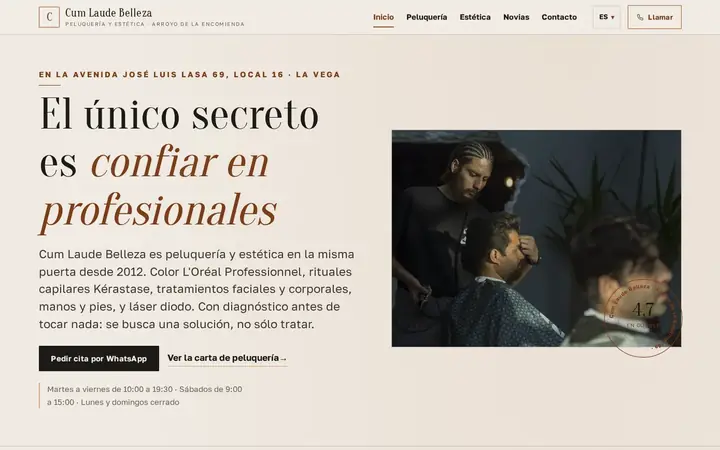 C
Cum Laude Belleza
PELUQUERÍA Y ESTÉTICA · ARROYO DE LA ENCOMIENDA
Inicio
Peluquería
Estética
Novias
Contacto
ES ▾
Llamar
EN LA AVENIDA JOSÉ LUIS LASA 69, LOCAL 16 · LA VEGA
El único secreto
es confiar en
profesionales
Cum Laude Belleza es peluquería y estética en la misma
puerta desde 2012. Color L'Oréal Professionnel, rituales
capilares Kérastase, tratamientos faciales y corporales,
manos y pies, y láser diodo. Con diagnóstico antes de
tocar nada: se busca una solución, no sólo tratar.
Pedir cita por WhatsApp
Ver la carta de peluquería→
Martes a viernes de 10:00 a 19:30 · Sábados de 9:00
a 15:00 · Lunes y domingos cerrado
Cum Laude Belleza
4.7